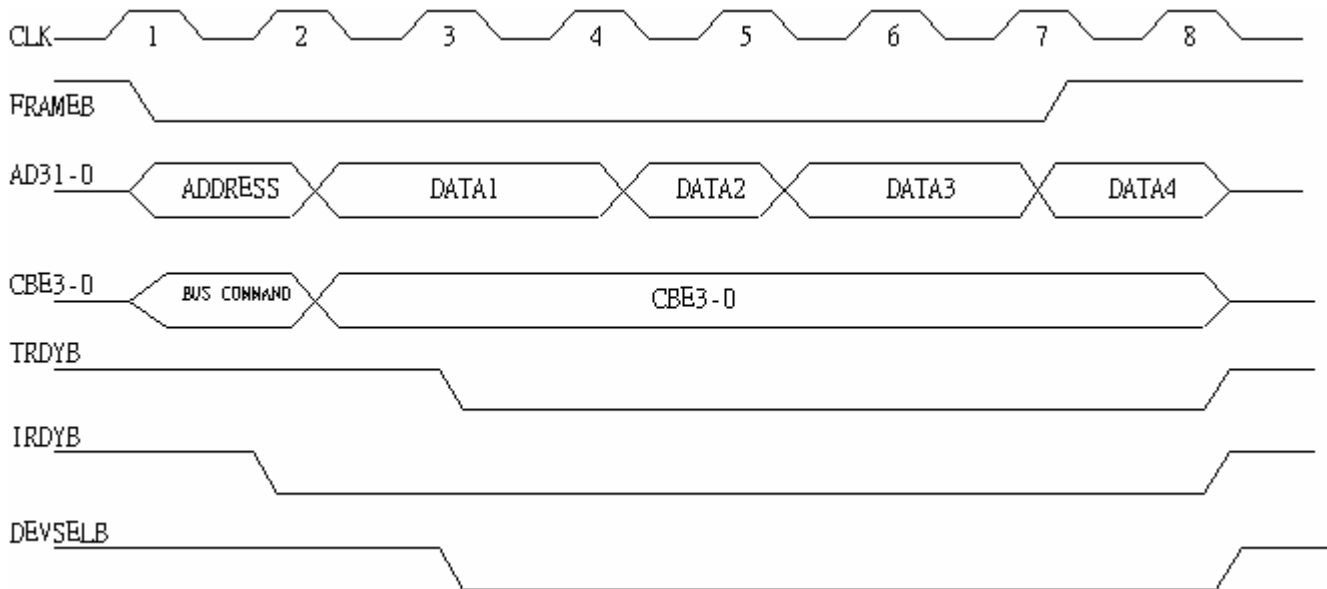 CLK 1 2 3 4 5 6 7 8
FRAMEB
AD31-0 ADDRESS DATA1 DATA2 DATA3 DATA4
CBE3-0 BUS COMMAND CBE3-0
TRDYB
IRDYB
DEVSELB